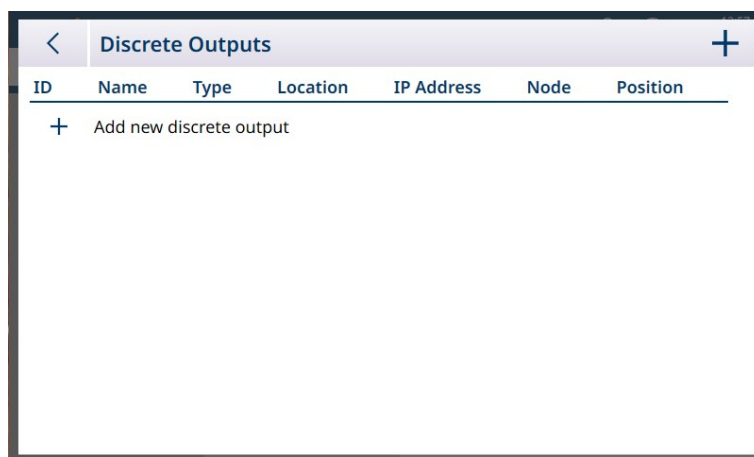 Discrete Outputs
ID Name Type Location IP Address Node Position
Add new discrete output